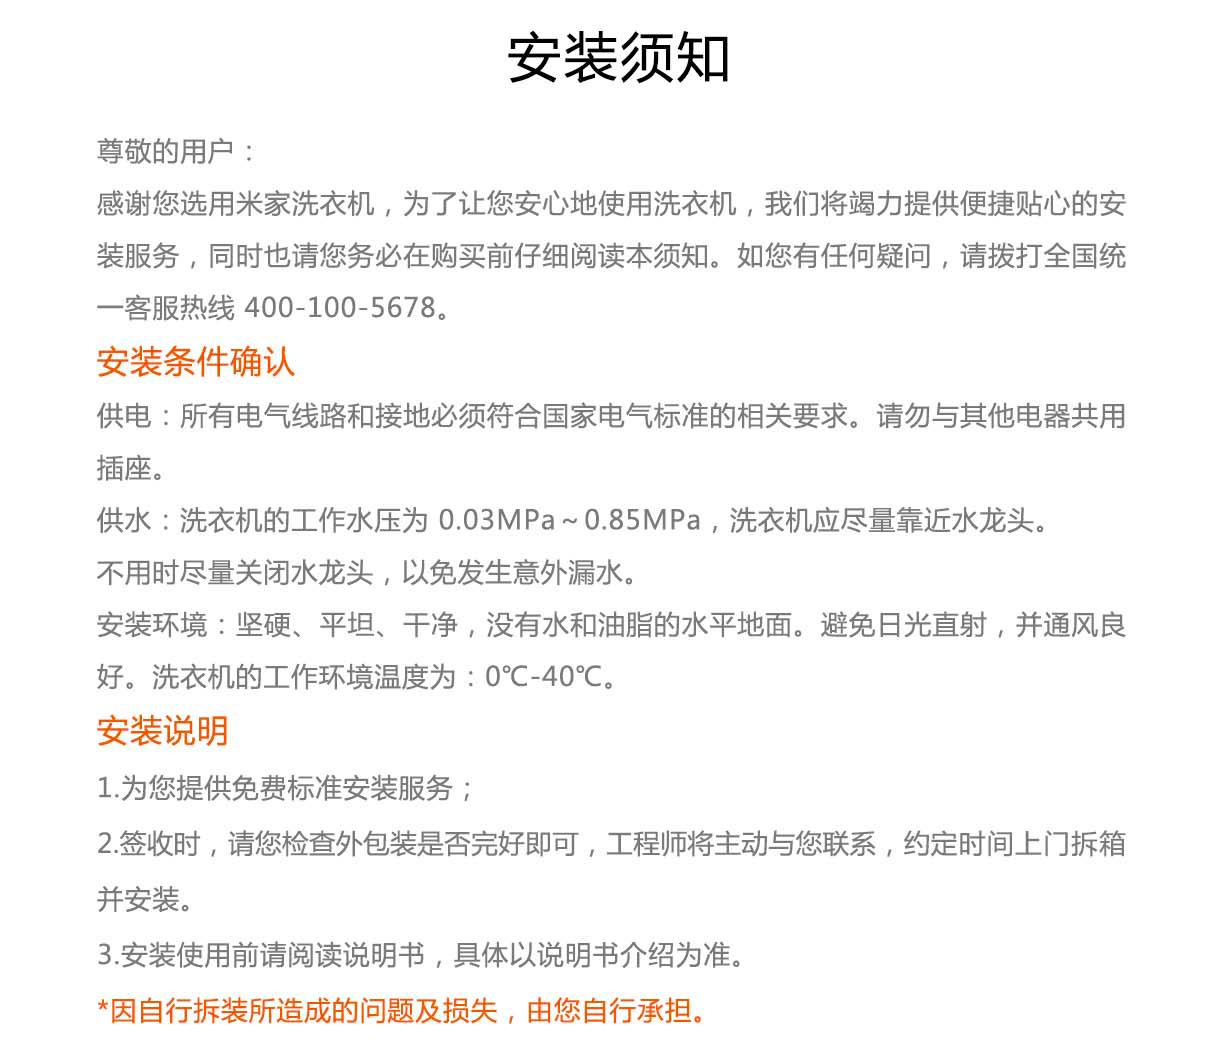 安装须知
尊敬的用户：
感谢您选用米家洗衣机，为了让您安心地使用洗衣机，我们将竭力提供便捷贴心的安
装服务，同时也请您务必在购买前仔细阅读本须知。如您有任何疑问，请拨打全国统
一客服热线 400-100-5678。
安装条件确认
供电：所有电气线路和接地必须符合国家电气标准的相关要求。请勿与其他电器共用
插座。
供水：洗衣机的工作水压为 0.03MPa～0.85MPa，洗衣机应尽量靠近水龙头。
不用时尽量关闭水龙头，以免发生意外漏水。
安装环境：坚硬、平坦、干净，没有水和油脂的水平地面。避免日光直射，并通风良
好。洗衣机的工作环境温度为：0℃-40℃。
安装说明
1.为您提供免费标准安装服务；
2.签收时，请您检查外包装是否完好即可，工程师将主动与您联系，约定时间上门拆箱
并安装。
3.安装使用前请阅读说明书，具体以说明书介绍为准。
*因自行拆装所造成的问题及损失，由您自行承担。